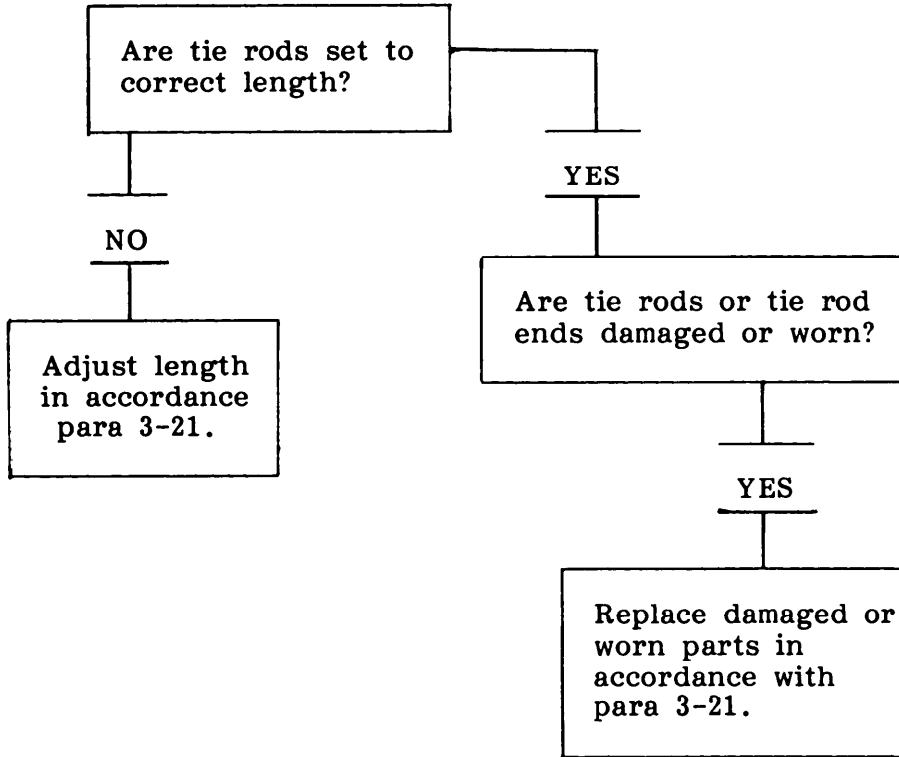 Are tie rods set to
correct length?
YES
NO
Are tie rods or tie rod
ends damaged or worn?
Adjust length
in accordance
para 3-21.
YES
Replace damaged or
worn parts in
accordance with
para 3-21.